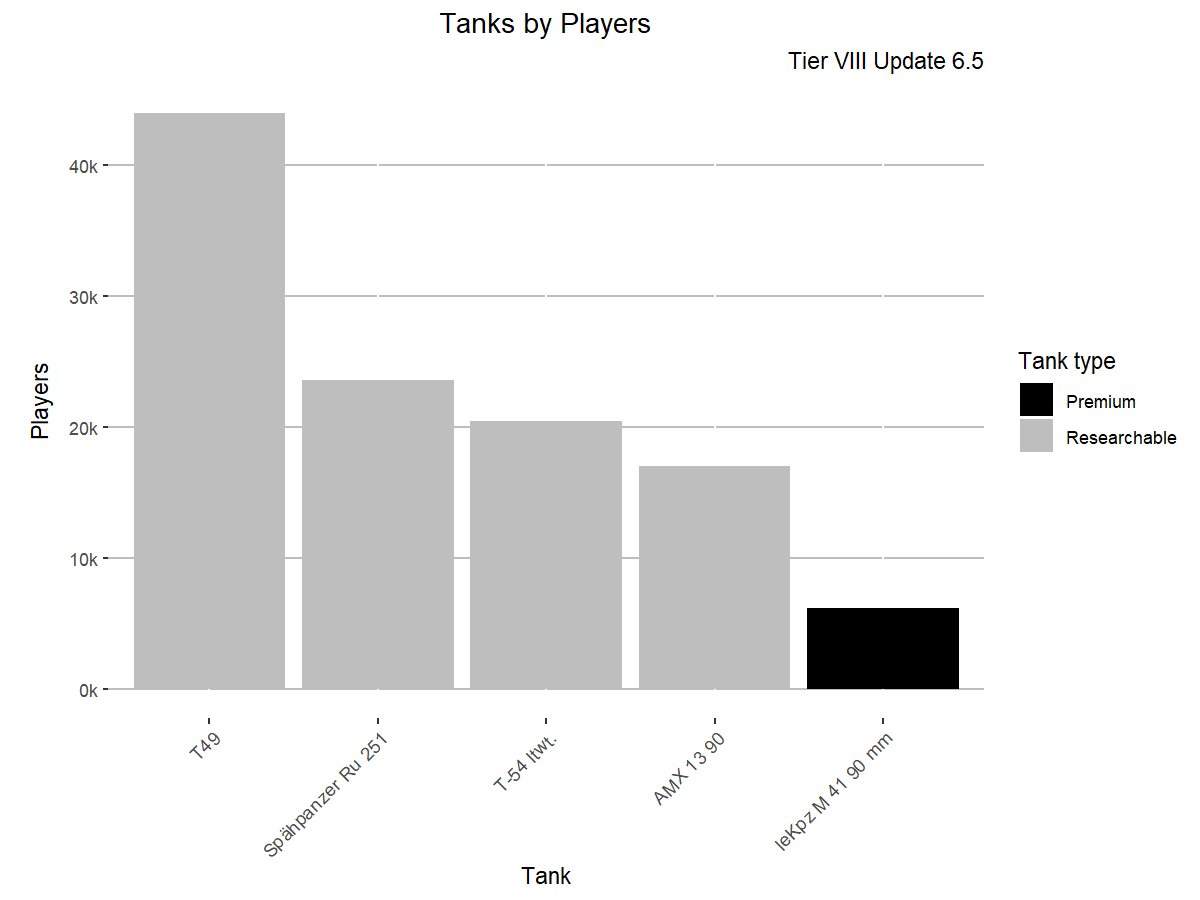 Tanks by Players
Tier VIII Update 6.5
Players
40k
30k
20k
10k
0k
T49
Spähpanzer Ru 251
T-54 ltwt.
AMX 13 90
leKpz M 41 90 mm
Tank
Tank type
Premium
Researchable